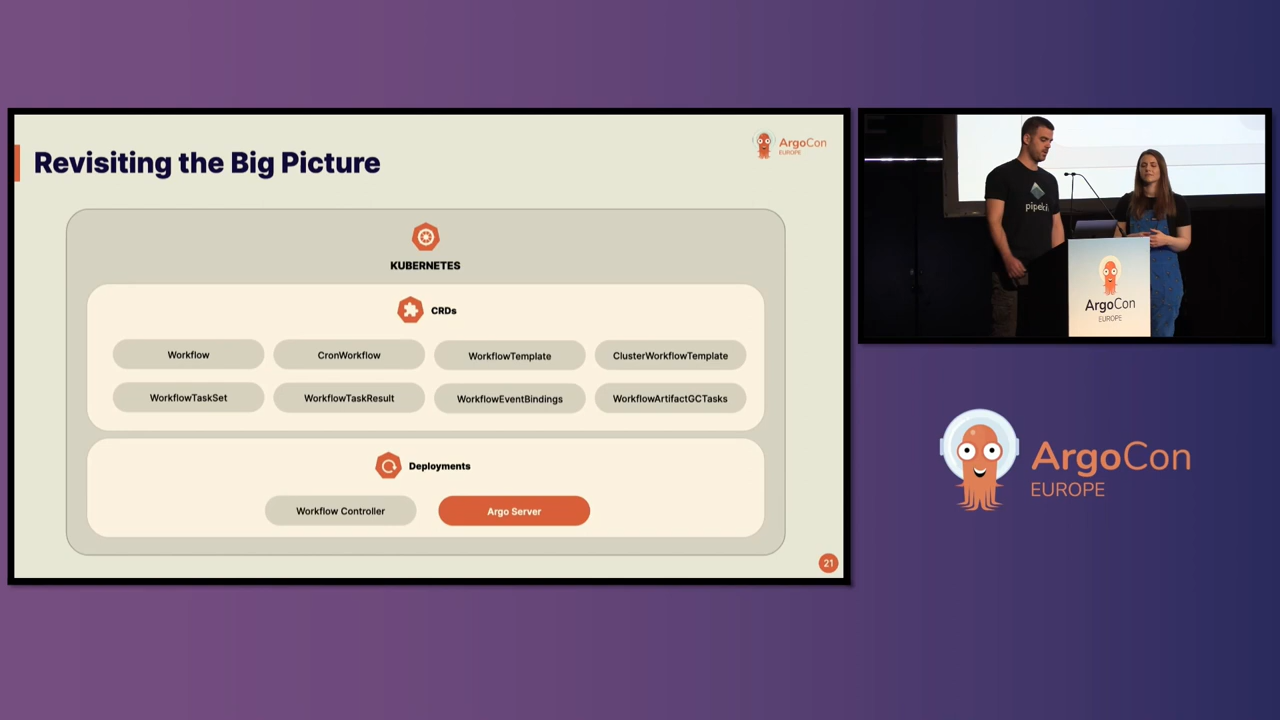 Revisiting the Big Picture
ArgoCon
EUROPE
KUBERNETES
CRDs
Workflow
CronWorkflow
WorkflowTemplate
ClusterWorkflowTemplate
WorkflowTaskSet
WorkflowTaskResult
WorkflowEventBindings
WorkflowArtifactGCTasks
Deployments
Workflow Controller
Argo Server
21
ArgoCon
EUROPE
ArgoCon
EUROPE